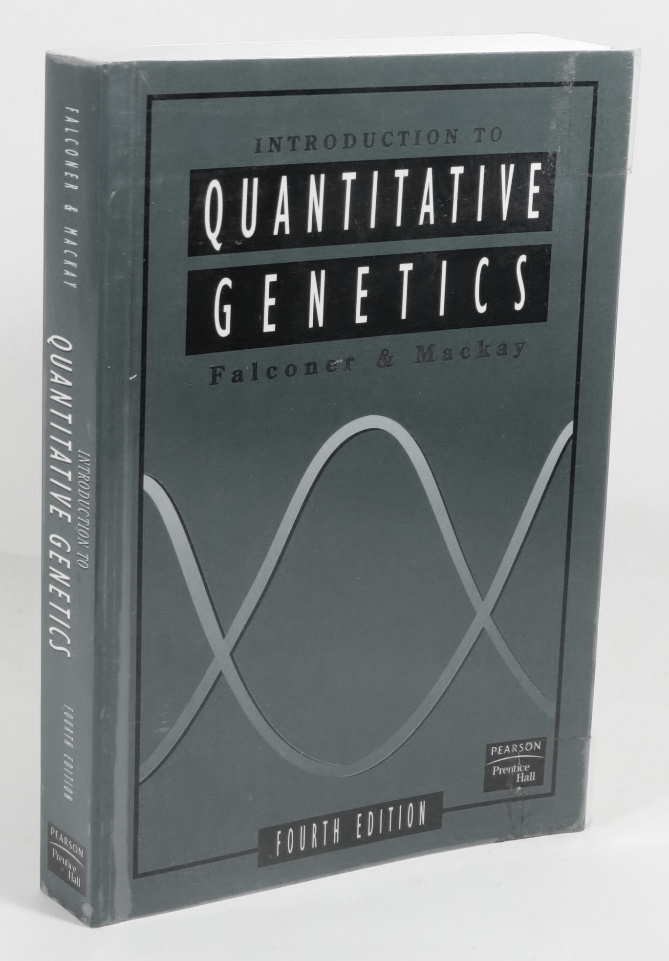 FALCONER & MACKAY
INTRODUCTION TO
QUANTITATIVE GENETICS
FOURTH EDITION
PEARSON
Prentice
Hall
INTRODUCTION TO
QUANTITATIVE
GENETICS
Falconer & Mackay
PEARSON
Prentice
Hall
FOURTH EDITION